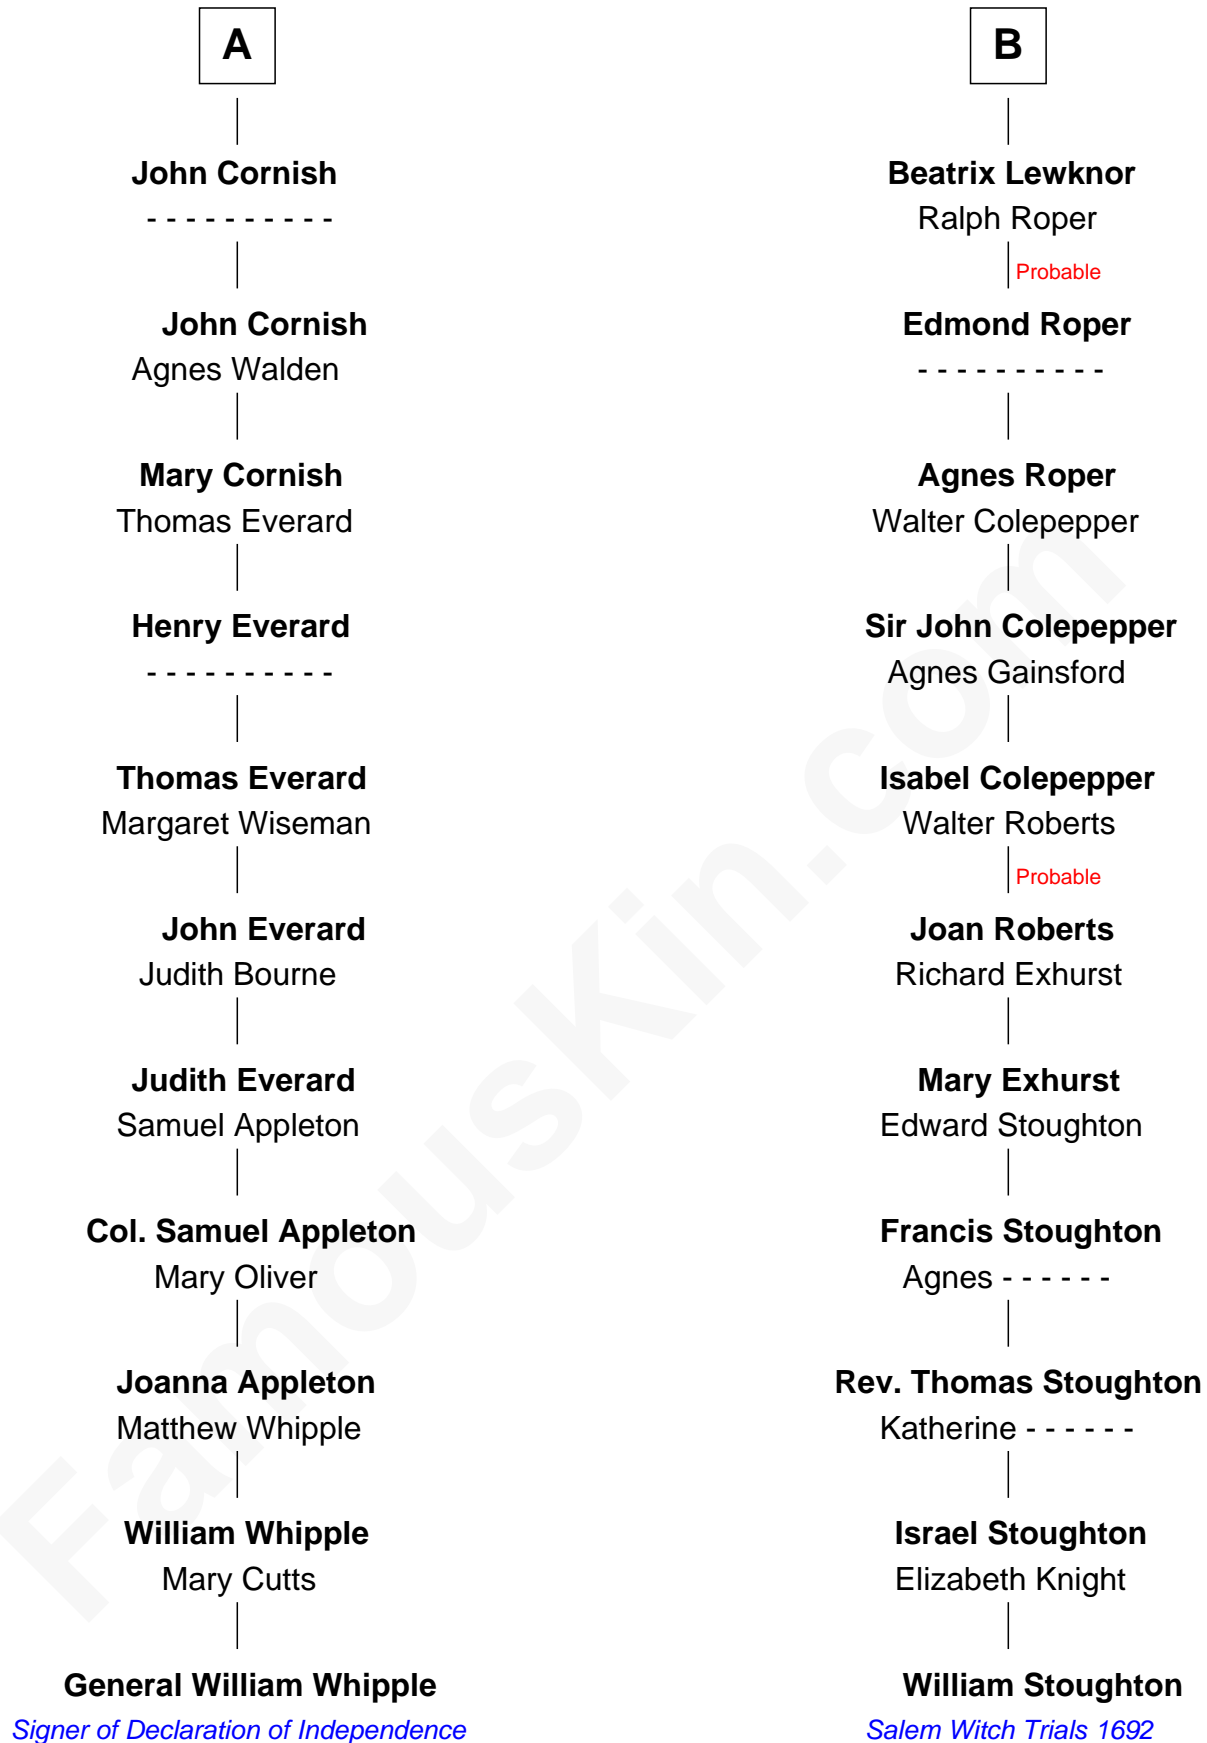 A
John Cornish
- - - - - - - - - -
John Cornish
Agnes Walden
Mary Cornish
Thomas Everard
Henry Everard
- - - - - - - - - -
Thomas Everard
Margaret Wiseman
John Everard
Judith Bourne
Judith Everard
Samuel Appleton
Col. Samuel Appleton
Mary Oliver
Joanna Appleton
Matthew Whipple
William Whipple
Mary Cutts
General William Whipple
Signer of Declaration of Independence
B
Beatrix Lewknor
Ralph Roper
Probable
Edmond Roper
- - - - - - - - - -
Agnes Roper
Walter Colepepper
Sir John Colepepper
Agnes Gainsford
Isabel Colepepper
Walter Roberts
Probable
Joan Roberts
Richard Exhurst
Mary Exhurst
Edward Stoughton
Francis Stoughton
Agnes - - - - - -
Rev. Thomas Stoughton
Katherine - - - - - -
Israel Stoughton
Elizabeth Knight
William Stoughton
Salem Witch Trials 1692
FamousKin.com